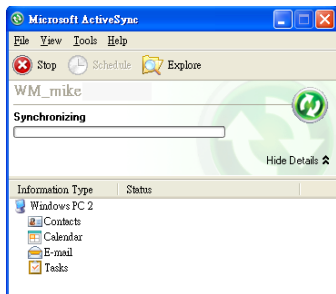 Microsoft ActiveSync
File View Tools Help
Stop Schedule Explore
WM_mike
Synchronizing
Hide Details
Information Type Status
Windows PC 2
Contacts
Calendar
E-mail
Tasks